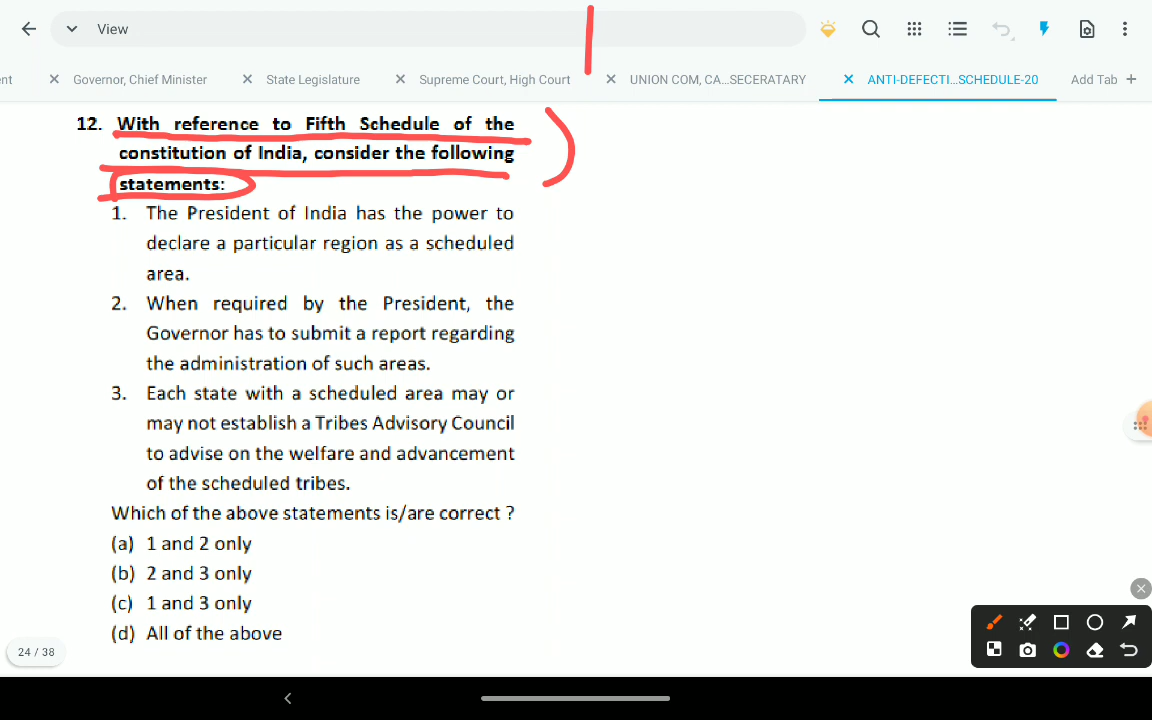 View
nt
Governor, Chief Minister
State Legislature
Supreme Court, High Court
UNION COM, CA...SECERATARY
ANTI-DEFECTI...SCHEDULE-20
Add Tab +
12. With reference to Fifth Schedule of the
constitution of India, consider the following
statements:
1. The President of India has the power to
declare a particular region as a scheduled
area.
2. When required by the President, the
Governor has to submit a report regarding
the administration of such areas.
3. Each state with a scheduled area may or
may not establish a Tribes Advisory Council
to advise on the welfare and advancement
of the scheduled tribes.
Which of the above statements is/are correct ?
(a) 1 and 2 only
(b) 2 and 3 only
(c) 1 and 3 only
(d) All of the above
24 / 38